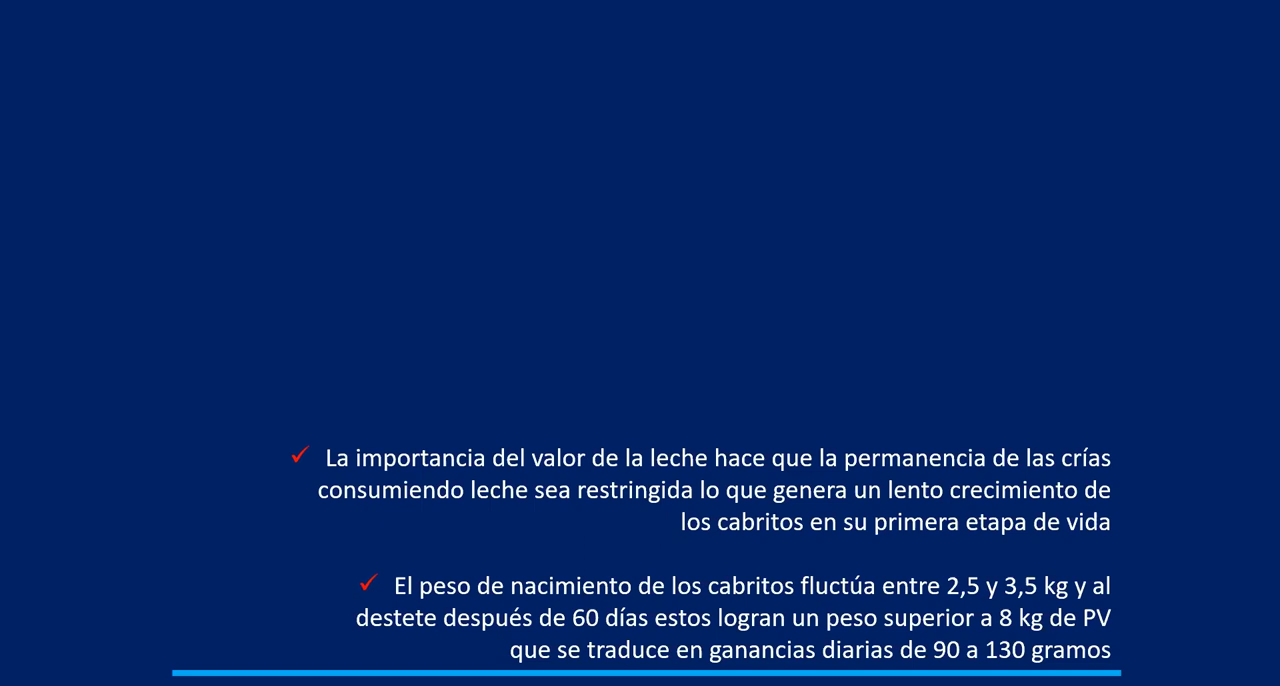 ✓ La importancia del valor de la leche hace que la permanencia de las crías
consumiendo leche sea restringida lo que genera un lento crecimiento de
los cabritos en su primera etapa de vida
✓ El peso de nacimiento de los cabritos fluctúa entre 2,5 y 3,5 kg y al
destete después de 60 días estos logran un peso superior a 8 kg de PV
que se traduce en ganancias diarias de 90 a 130 gramos